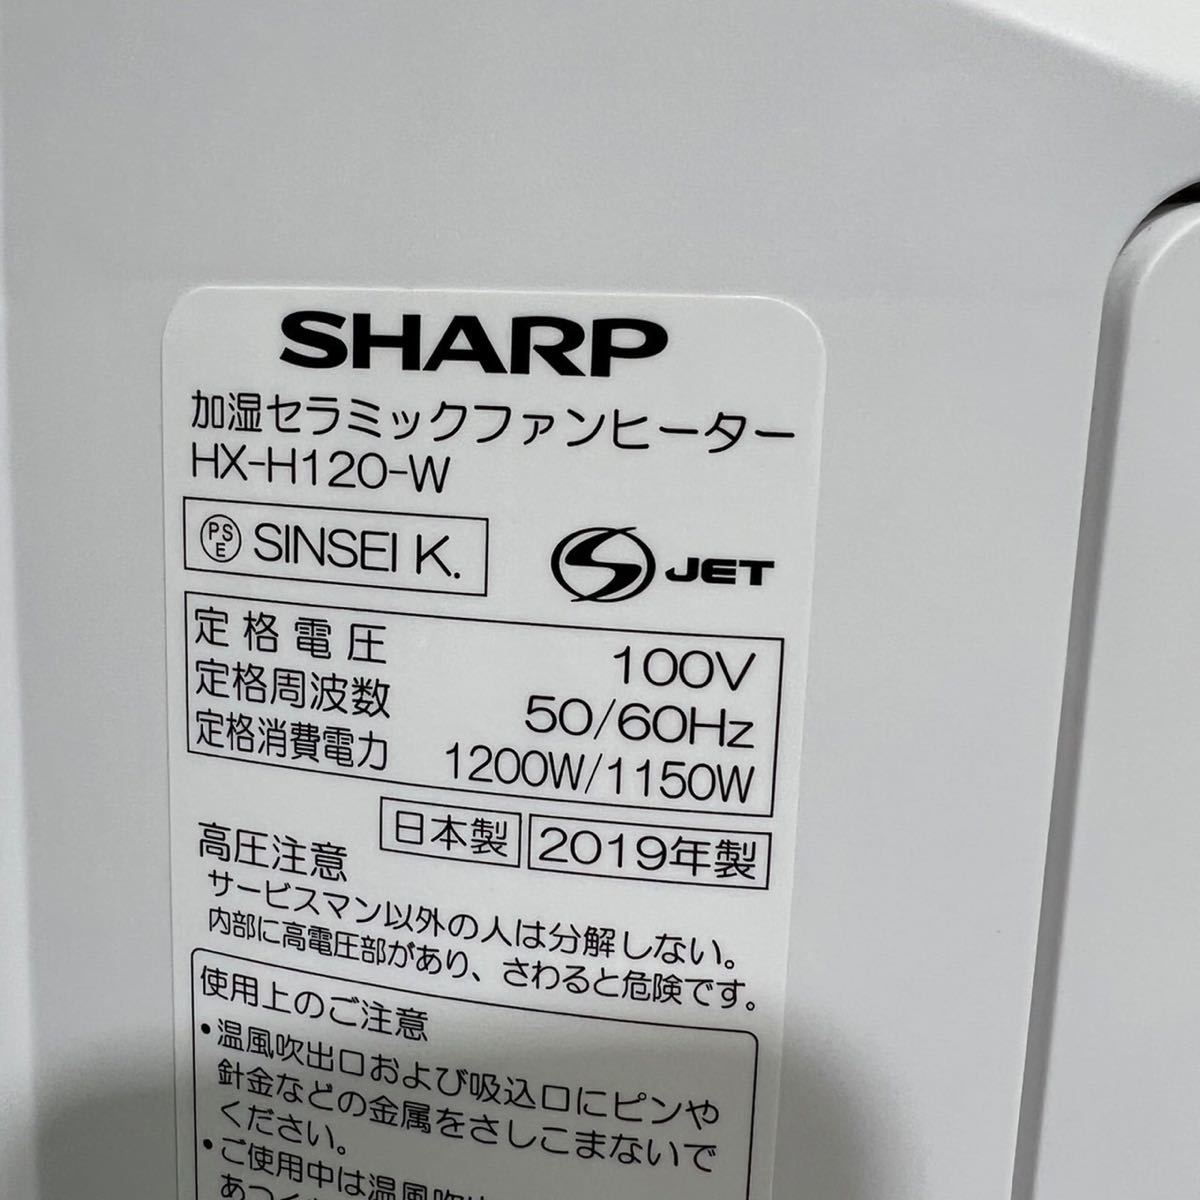 SHARP
加湿セラミックファンヒーター
HX-H120-W
PSE SINSEI K.
S JET
定格電圧 100V
定格周波数 50/60Hz
定格消費電力 1200W/1150W
日本製 2019年製
高圧注意
サービスマン以外の人は分解しない。
内部に高電圧部があり、さわると危険です。
使用上のご注意
•温風吹出口および吸込口にピンや
針金などの金属をさしこまないで
ください。
•ご使用中は温風吹出
あつく